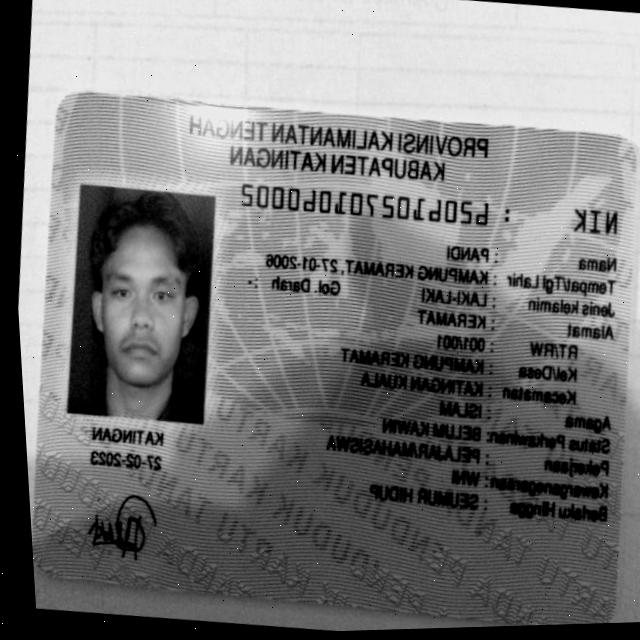 PROVINSI KALIMANTAN TENGAH
KABUPATEN KATINGAN
NIK : 6206102701060002
Nama : PANDI
Tempat/Tgl Lahir : KAMPUNG KERAMAT, 27-01-2006
Jenis kelamin : LAKI-LAKI Gol. Darah : -
Alamat : KERAMAT
RT/RW : 001/001
Kel/Desa : KAMPUNG KERAMAT
Kecamatan : KATINGAN KUALA
Agama : ISLAM
Status Perkawinan: BELUM KAWIN
Pekerjaan : PELAJAR/MAHASISWA
Kewarganegaraan: WNI
Berlaku Hingga : SEUMUR HIDUP
KATINGAN
27-02-2023